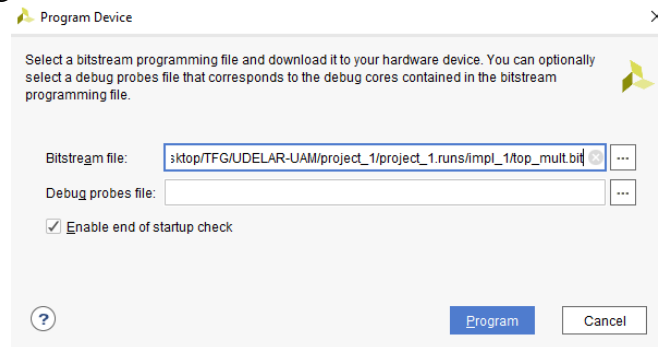 Program Device
Select a bitstream programming file and download it to your hardware device. You can optionally
select a debug probes file that corresponds to the debug cores contained in the bitstream
programming file.
Bitstream file: sktop/TFG/UDELAR-UAM/project_1/project_1.runs/impl_1/top_mult.bit ...
Debug probes file: ...
Enable end of startup check
? Program Cancel